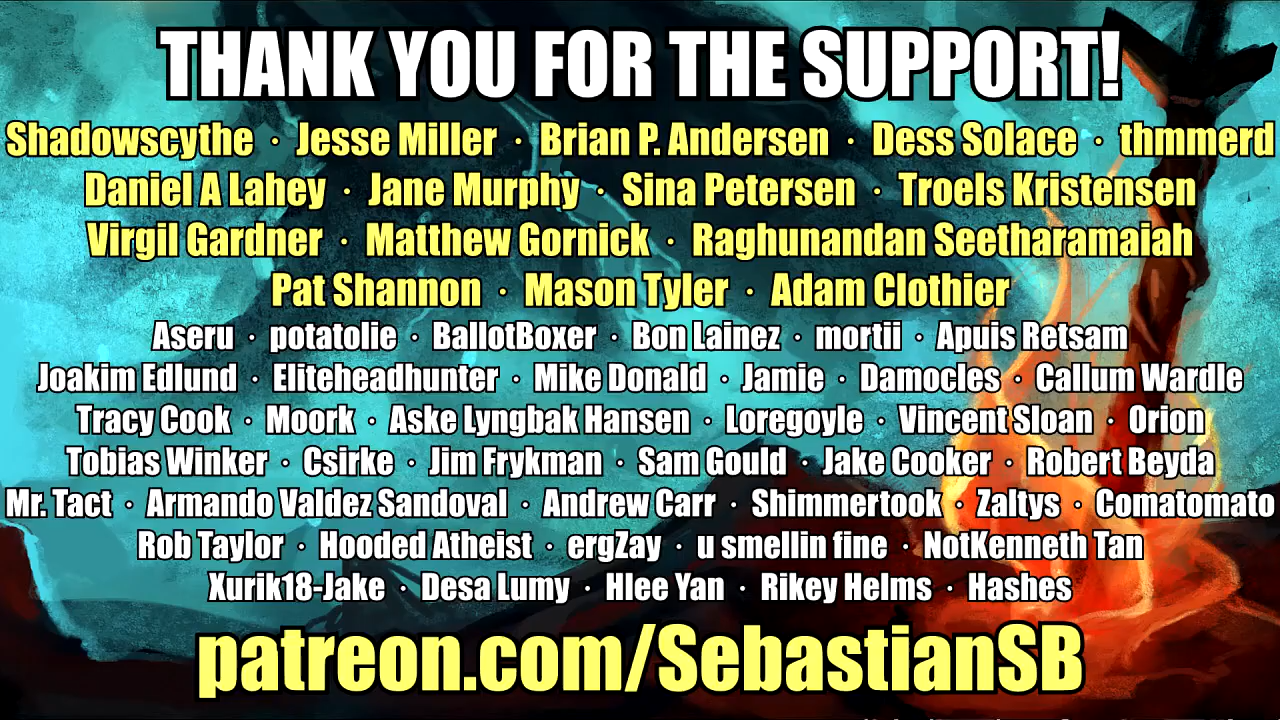 THANK YOU FOR THE SUPPORT!
Shadowscythe · Jesse Miller · Brian P. Andersen · Dess Solace · thmmerd
Daniel A Lahey · Jane Murphy · Sina Petersen · Troels Kristensen
Virgil Gardner · Matthew Gornick · Raghunandan Seetharamaiah
Pat Shannon · Mason Tyler · Adam Clothier
Aseru · potatolie · BallotBoxer · Bon Lainez · mortii · Apuis Retsam
Joakim Edlund · Eliteheadhunter · Mike Donald · Jamie · Damocles · Callum Wardle
Tracy Cook · Moork · Aske Lyngbak Hansen · Loregoyle · Vincent Sloan · Orion
Tobias Winker · Csirke · Jim Frykman · Sam Gould · Jake Cooker · Robert Beyda
Mr. Tact · Armando Valdez Sandoval · Andrew Carr · Shimmertook · Zaltys · Comatomato
Rob Taylor · Hooded Atheist · ergZay · u smellin fine · NotKenneth Tan
Xurik18-Jake · Desa Lumy · Hlee Yan · Rikey Helms · Hashes
patreon.com/SebastianSB